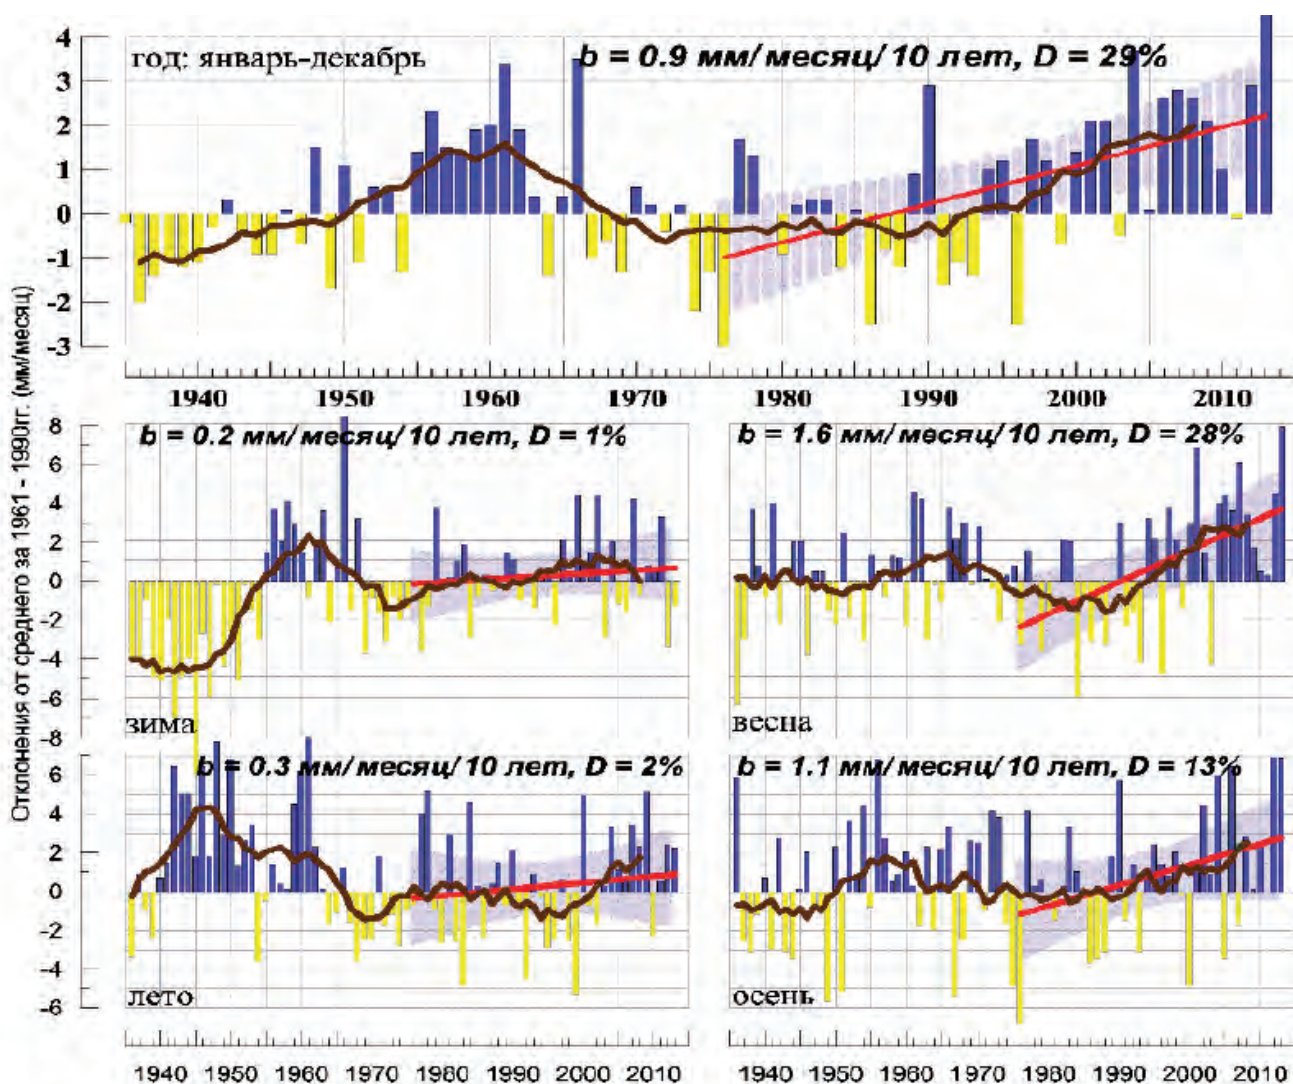 год: январь-декабрь
b = 0.9 мм/месяц/10 лет, D = 29%
4
3
2
1
0
-1
-2
-3
1940 1950 1960 1970 1980 1990 2000 2010
Отклонения от среднего за 1961 - 1990гг. (мм/месяц)
b = 0.2 мм/месяц/10 лет, D = 1%
b = 1.6 мм/месяц/10 лет, D = 28%
8
6
4
2
0
-2
-4
-6
-8
зима
весна
b = 0.3 мм/месяц/10 лет, D = 2%
b = 1.1 мм/месяц/10 лет, D = 13%
6
4
2
0
-2
-4
-6
лето
осень
1940 1950 1960 1970 1980 1990 2000 2010
1940 1950 1960 1970 1980 1990 2000 2010